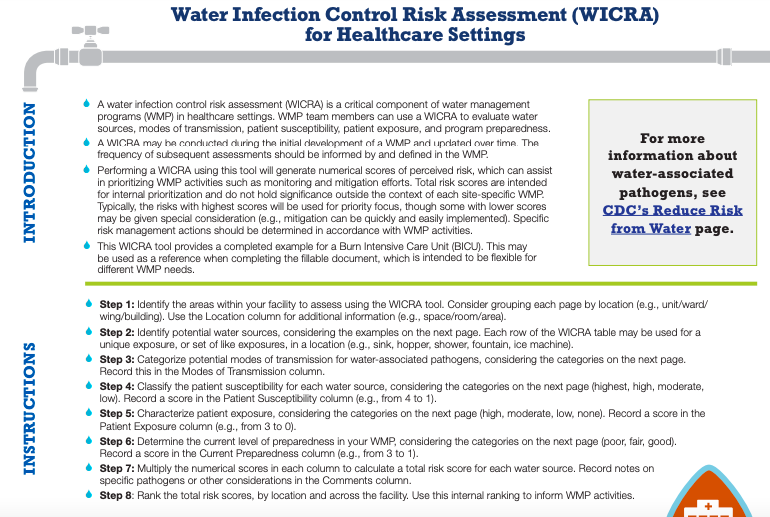 Water Infection Control Risk Assessment (WICRA)
for Healthcare Settings
INTRODUCTION
A water infection control risk assessment (WICRA) is a critical component of water management
programs (WMP) in healthcare settings. WMP team members can use a WICRA to evaluate water
sources, modes of transmission, patient susceptibility, patient exposure, and program preparedness.
A WICRA may be conducted during the initial development of a WMP and updated over time. The
frequency of subsequent assessments should be informed by and defined in the WMP.
Performing a WICRA using this tool will generate numerical scores of perceived risk, which can assist
in prioritizing WMP activities such as monitoring and mitigation efforts. Total risk scores are intended
for internal prioritization and do not hold significance outside the context of each site-specific WMP.
Typically, the risks with highest scores will be used for priority focus, though some with lower scores
may be given special consideration (e.g., mitigation can be quickly and easily implemented). Specific
risk management actions should be determined in accordance with WMP activities.
This WICRA tool provides a completed example for a Burn Intensive Care Unit (BICU). This may
be used as a reference when completing the fillable document, which is intended to be flexible for
different WMP needs.
For more
information about
water-associated
pathogens, see
CDC's Reduce Risk
from Water page.
INSTRUCTIONS
Step 1: Identify the areas within your facility to assess using the WICRA tool. Consider grouping each page by location (e.g., unit/ward/
wing/building). Use the Location column for additional information (e.g., space/room/area).
Step 2: Identify potential water sources, considering the examples on the next page. Each row of the WICRA table may be used for a
unique exposure, or set of like exposures, in a location (e.g., sink, hopper, shower, fountain, ice machine).
Step 3: Categorize potential modes of transmission for water-associated pathogens, considering the categories on the next page.
Record this in the Modes of Transmission column.
Step 4: Classify the patient susceptibility for each water source, considering the categories on the next page (highest, high, moderate,
low). Record a score in the Patient Susceptibility column (e.g., from 4 to 1).
Step 5: Characterize patient exposure, considering the categories on the next page (high, moderate, low, none). Record a score in the
Patient Exposure column (e.g., from 3 to 0).
Step 6: Determine the current level of preparedness in your WMP, considering the categories on the next page (poor, fair, good).
Record a score in the Current Preparedness column (e.g., from 3 to 1).
Step 7: Multiply the numerical scores in each column to calculate a total risk score for each water source. Record notes on
specific pathogens or other considerations in the Comments column.
Step 8: Rank the total risk scores, by location and across the facility. Use this internal ranking to inform WMP activities.